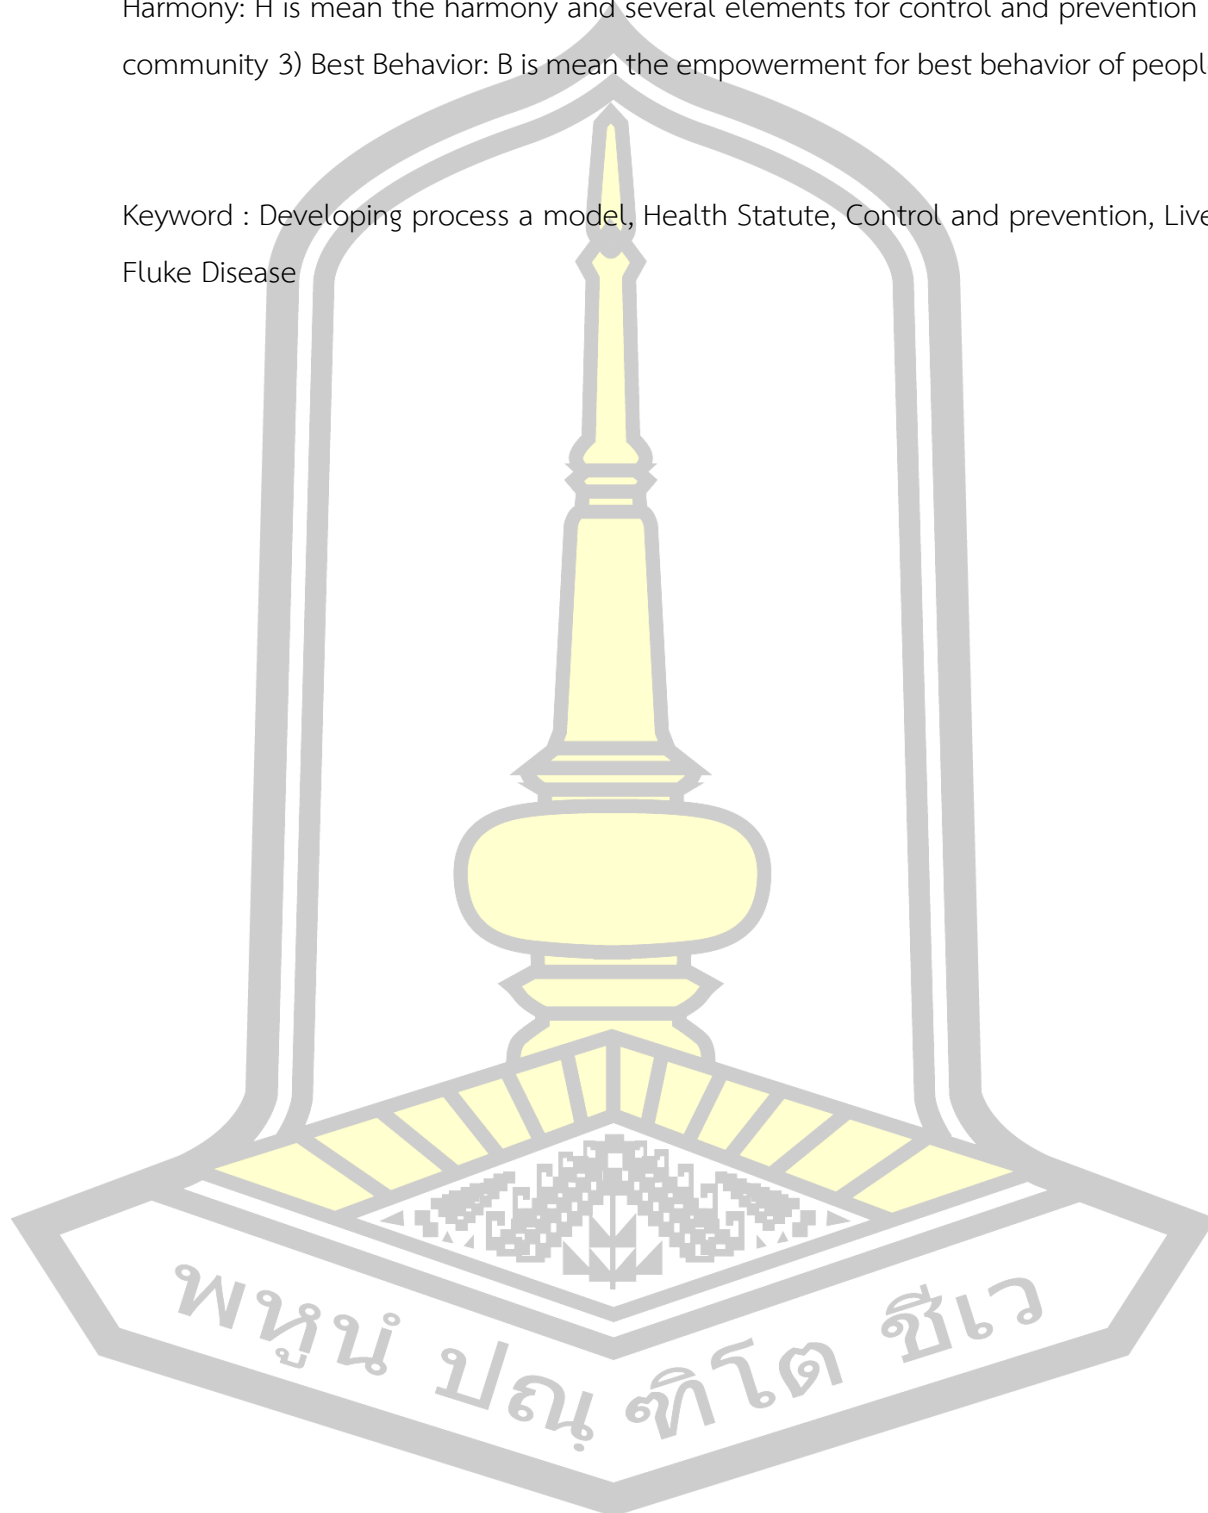 Harmony: H is mean the harmony and several elements for control and prevention
community 3) Best Behavior: B is mean the empowerment for best behavior of
Keyword : Developing process a model, Health Statute, Control and prevention,
Fluke Disease
พหูนํ ปณฺฑิโต ชีเว